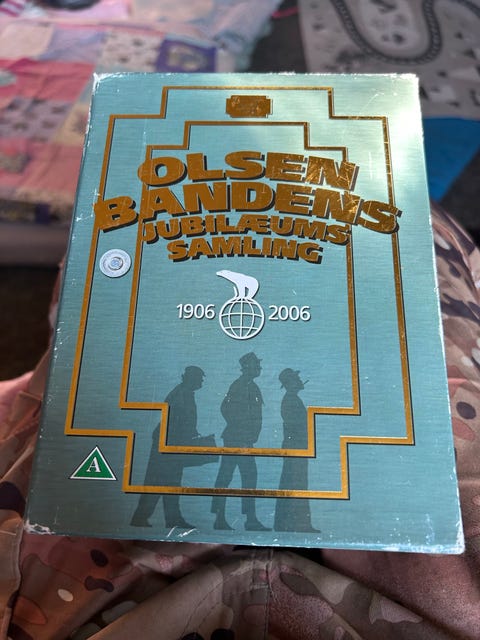 OLSEN
BANDENS
JUBILÆUMS
SAMLING
1906 2006
A